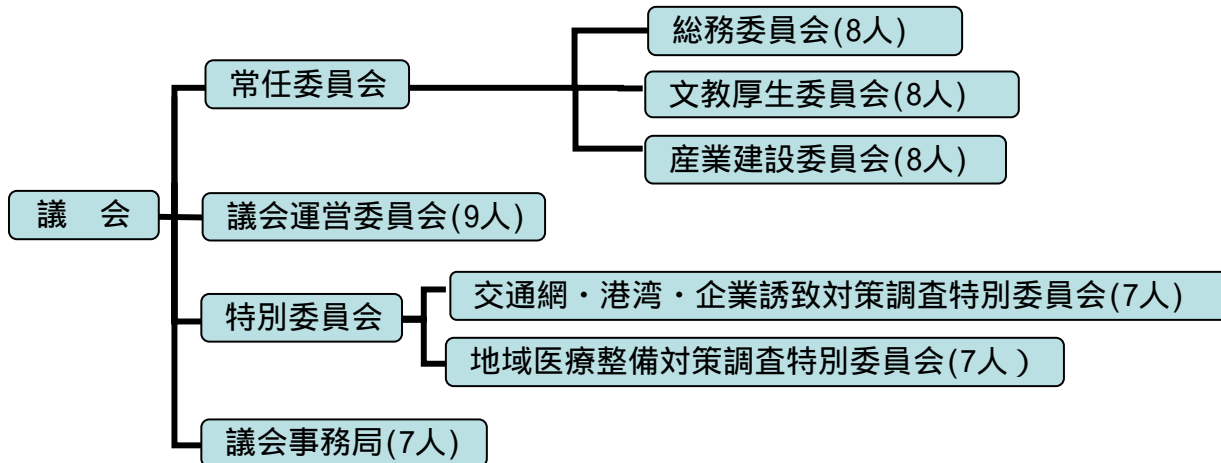 総務委員会(8人)
常任委員会
文教厚生委員会(8人)
産業建設委員会(8人)
議　会
議会運営委員会(9人)
交通網・港湾・企業誘致対策調査特別委員会(7人)
特別委員会
地域医療整備対策調査特別委員会(7人 )
議会事務局(7人)